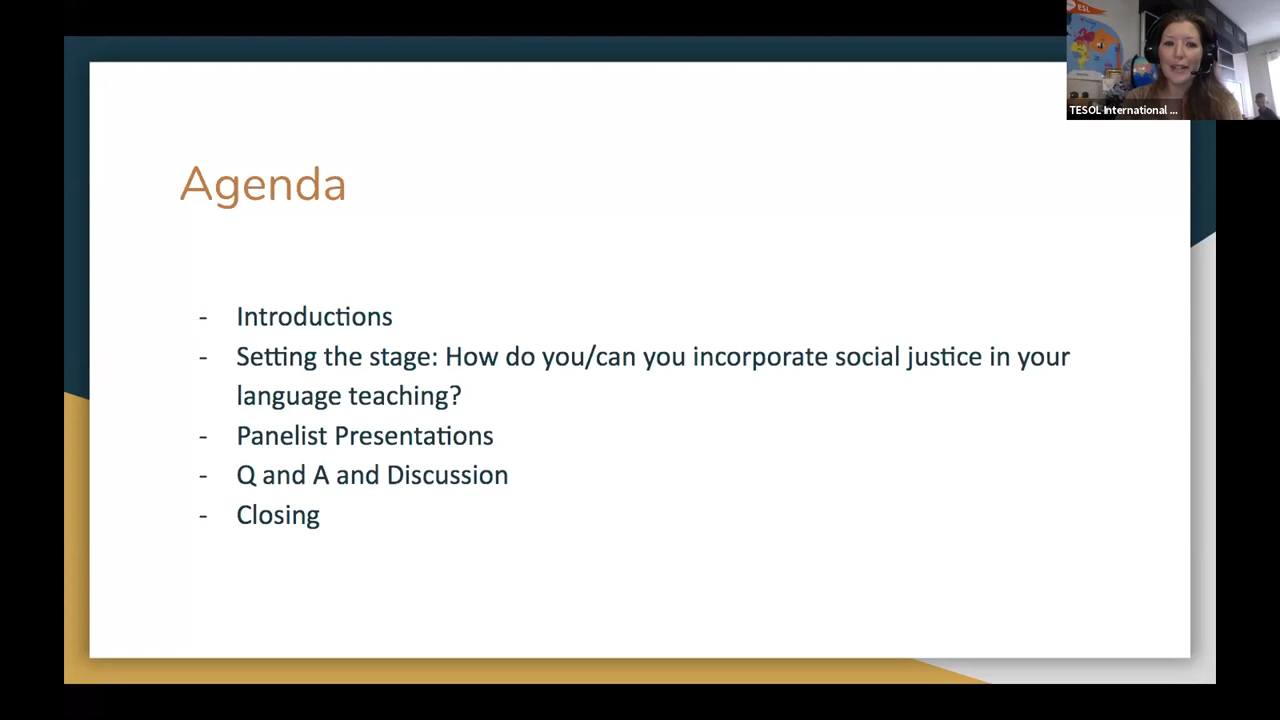 ESL
TESOL International ...
Agenda
- Introductions
- Setting the stage: How do you/can you incorporate social justice in your
language teaching?
- Panelist Presentations
- Q and A and Discussion
- Closing